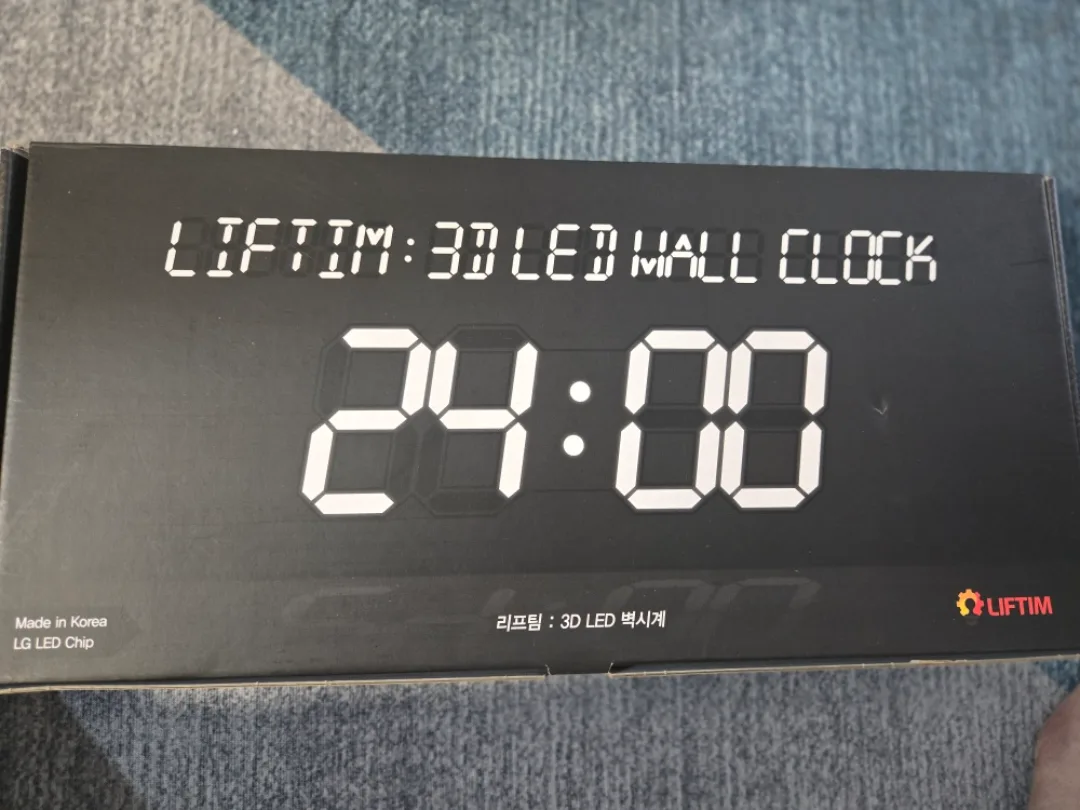 LIFTIM : 3D LED WALL CLOCK
24:00
Made in Korea
LG LED Chip
리프팀 : 3D LED 벽시계
LIFTIM